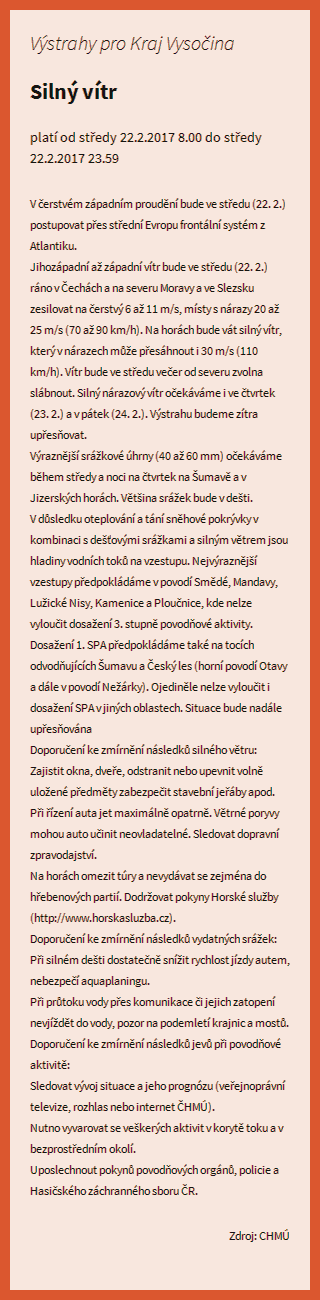 Výstrahy pro Kraj Vysočina
Silný vítr
platí od středy 22.2.2017 8.00 do středy
22.2.2017 23.59
V čerstvém západním proudění bude ve středu (22. 2.)
postupovat přes střední Evropu frontální systém z
Atlantiku.
Jihozápadní až západní vítr bude ve středu (22. 2.)
ráno v Čechách a na severu Moravy a ve Slezsku
zesilovat na čerstvý 6 až 11 m/s, místy s nárazy 20 až
25 m/s (70 až 90 km/h). Na horách bude vát silný vítr,
který v nárazech může přesáhnout i 30 m/s (110
km/h). Vítr bude ve středu večer od severu zvolna
slábnout. Silný nárazový vítr očekáváme i ve čtvrtek
(23. 2.) a v pátek (24. 2.). Výstrahu budeme zítra
upřesňovat.
Výraznější srážkové úhrny (40 až 60 mm) očekáváme
během středy a noci na čtvrtek na Šumavě a v
Jizerských horách. Většina srážek bude v dešti.
V důsledku oteplování a tání sněhové pokrývky v
kombinaci s dešťovými srážkami a silným větrem jsou
hladiny vodních toků na vzestupu. Nejvýraznější
vzestupy předpokládáme v povodí Smědé, Mandavy,
Lužické Nisy, Kamenice a Ploučnice, kde nelze
vyloučit dosažení 3. stupně povodňové aktivity.
Dosažení 1. SPA předpokládáme také na tocích
odvodňujících Šumavu a Český les (horní povodí Otavy
a dále v povodí Nežárky). Ojediněle nelze vyloučit i
dosažení SPA v jiných oblastech. Situace bude nadále
upřesňována
Doporučení ke zmírnění následků silného větru:
Zajistit okna, dveře, odstranit nebo upevnit volně
uložené předměty zabezpečit stavební jeřáby apod.
Při řízení auta jet maximálně opatrně. Větrné poryvy
mohou auto učinit neovladatelné. Sledovat dopravní
zpravodajství.
Na horách omezit túry a nevydávat se zejména do
hřebenových partií. Dodržovat pokyny Horské služby
(http://www.horskasluzba.cz).
Doporučení ke zmírnění následků vydatných srážek:
Při silném dešti dostatečně snížit rychlost jízdy autem,
nebezpečí aquaplaningu.
Při průtoku vody přes komunikace či jejich zatopení
nevjíždět do vody, pozor na podemletí krajnic a mostů.
Doporučení ke zmírnění následků jevů při povodňové
aktivitě:
Sledovat vývoj situace a jeho prognózu (veřejnoprávní
televize, rozhlas nebo internet ČHMÚ).
Nutno vyvarovat se veškerých aktivit v korytě toku a v
bezprostředním okolí.
Uposlechnout pokynů povodňových orgánů, policie a
Hasičského záchranného sboru ČR.
Zdroj: CHMÚ